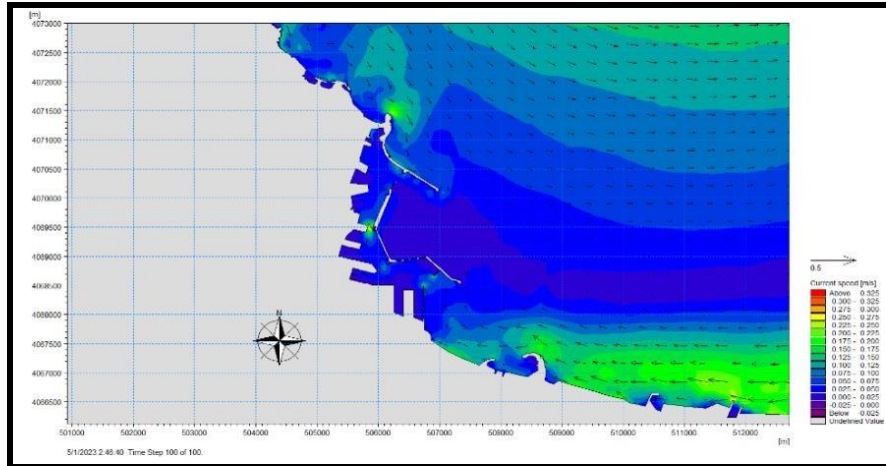 [m]
4073000
4072500
4072000
4071500
4071000
4070500
4070000
4069500
4069000
4068500
4068000
4067500
4067000
4066500
N
501000 502000 503000 504000 505000 506000 507000 508000 509000 510000 511000 512000
[m]
5/1/2023 2:46:40 Time Step 100 of 100.
0.5
Current speed [m/s]
Above 0.325
0.300 - 0.325
0.275 - 0.300
0.250 - 0.275
0.225 - 0.250
0.200 - 0.225
0.175 - 0.200
0.150 - 0.175
0.125 - 0.150
0.100 - 0.125
0.075 - 0.100
0.050 - 0.075
0.025 - 0.050
0.000 - 0.025
-0.025 - 0.000
Below -0.025
Undefined Value